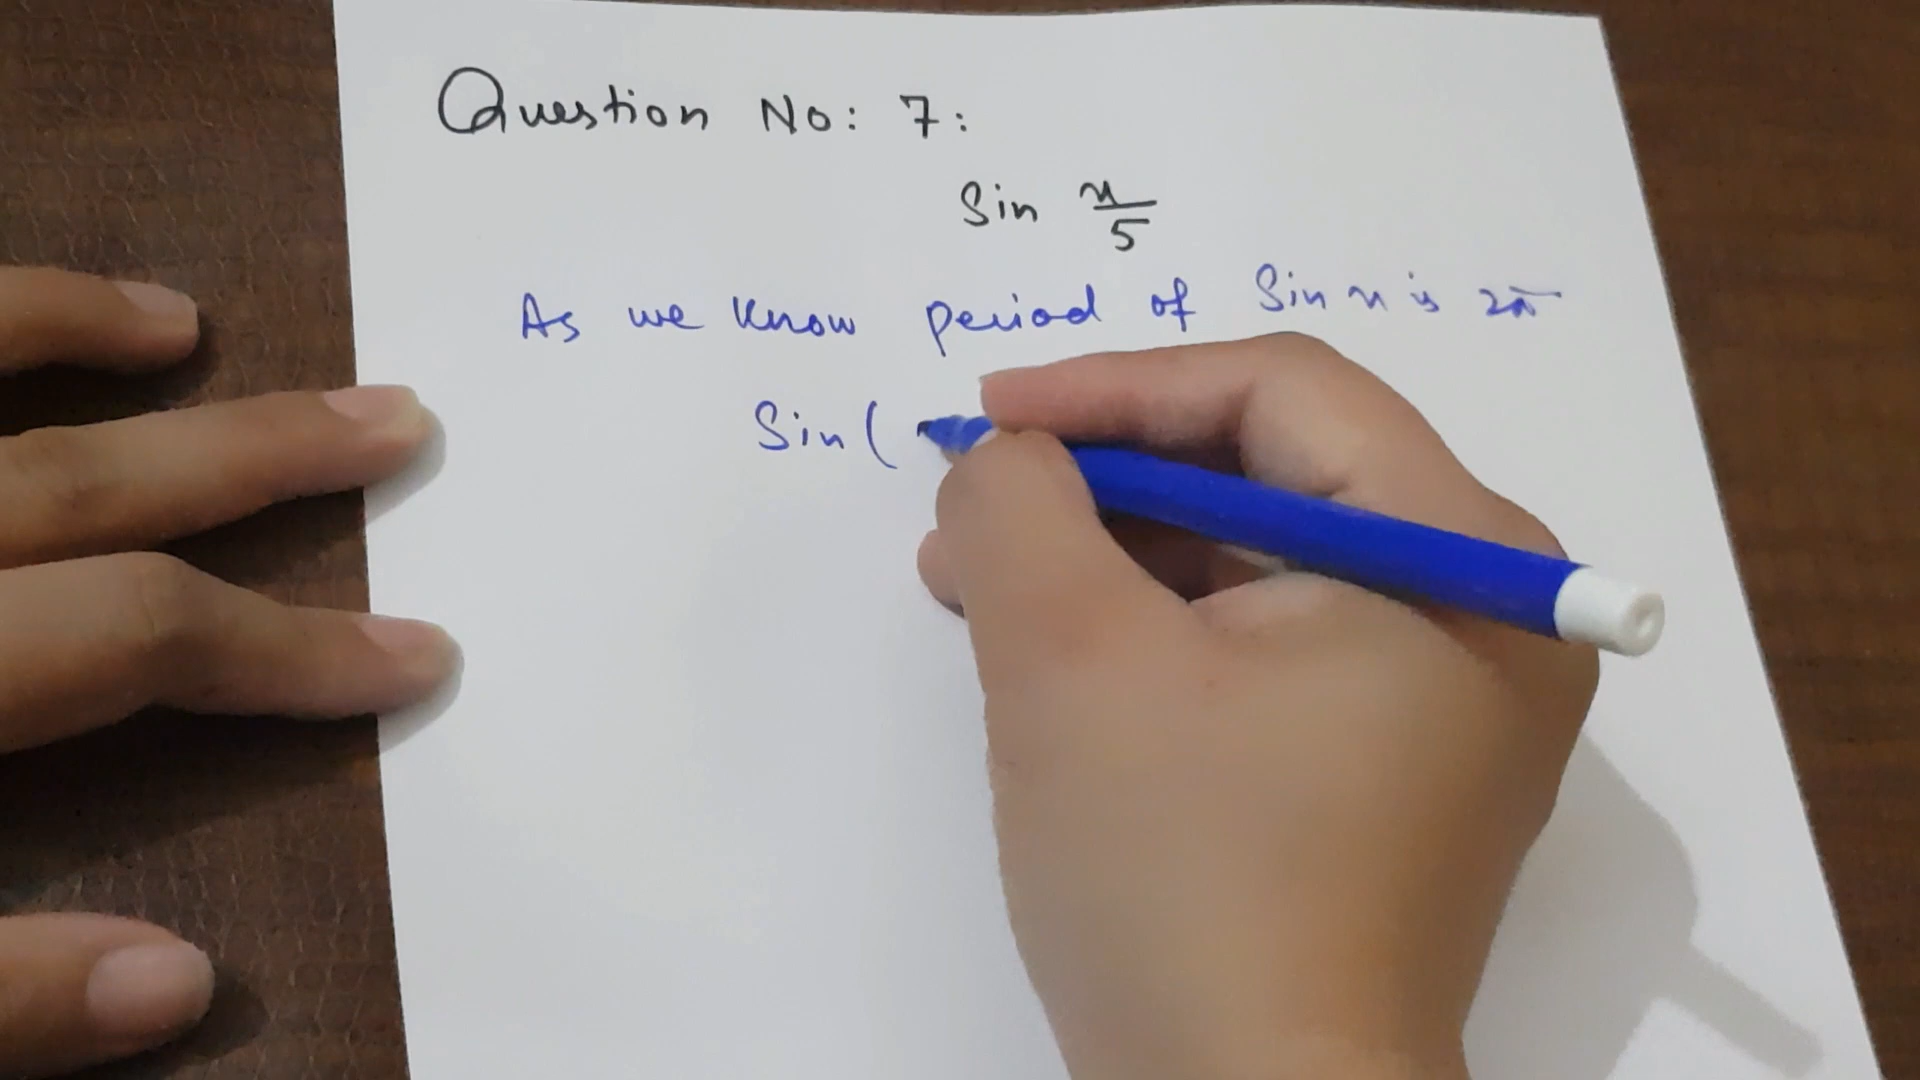 Question No: 7:
Sin x/5
As we know period of Sin x is 2π
Sin (